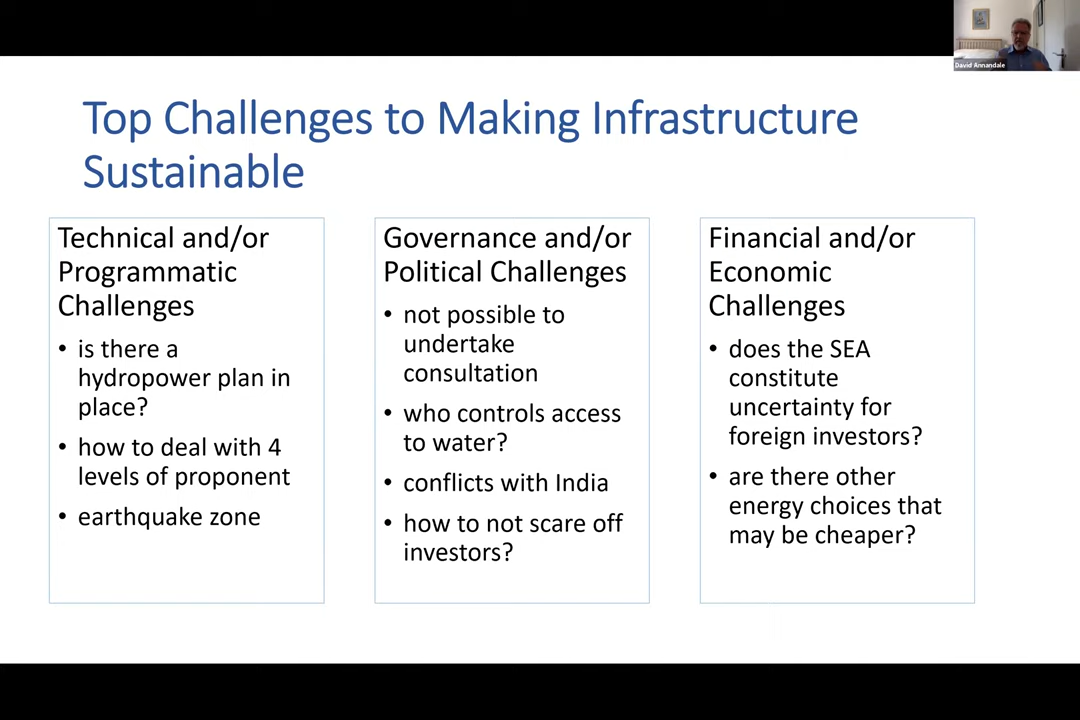 David Annandale
Top Challenges to Making Infrastructure
Sustainable
Technical and/or
Programmatic
Challenges
• is there a
hydropower plan in
place?
• how to deal with 4
levels of proponent
• earthquake zone
Governance and/or
Political Challenges
• not possible to
undertake
consultation
• who controls access
to water?
• conflicts with India
• how to not scare off
investors?
Financial and/or
Economic
Challenges
• does the SEA
constitute
uncertainty for
foreign investors?
• are there other
energy choices that
may be cheaper?